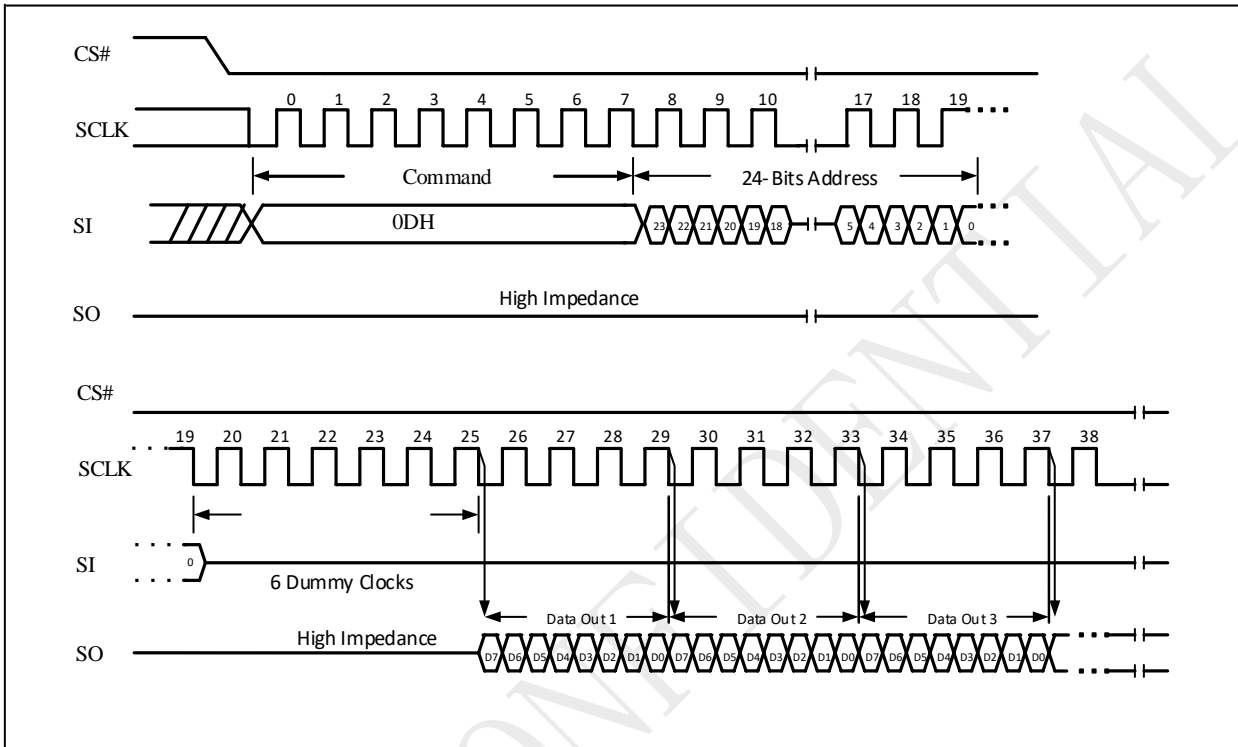 CS#
0 1 2 3 4 5 6 7 8 9 10 17 18 19
SCLK
Command 24-Bits Address
SI 0DH 23 22 21 20 19 18 5 4 3 2 1 0
High Impedance
SO
CS#
19 20 21 22 23 24 25 26 27 28 29 30 31 32 33 34 35 36 37 38
SCLK
SI 0
6 Dummy Clocks
Data Out 1 Data Out 2 Data Out 3
High Impedance
SO D7 D6 D5 D4 D3 D2 D1 D0 D7 D6 D5 D4 D3 D2 D1 D0 D7 D6 D5 D4 D3 D2 D1 D0
ONFIDENTIAL